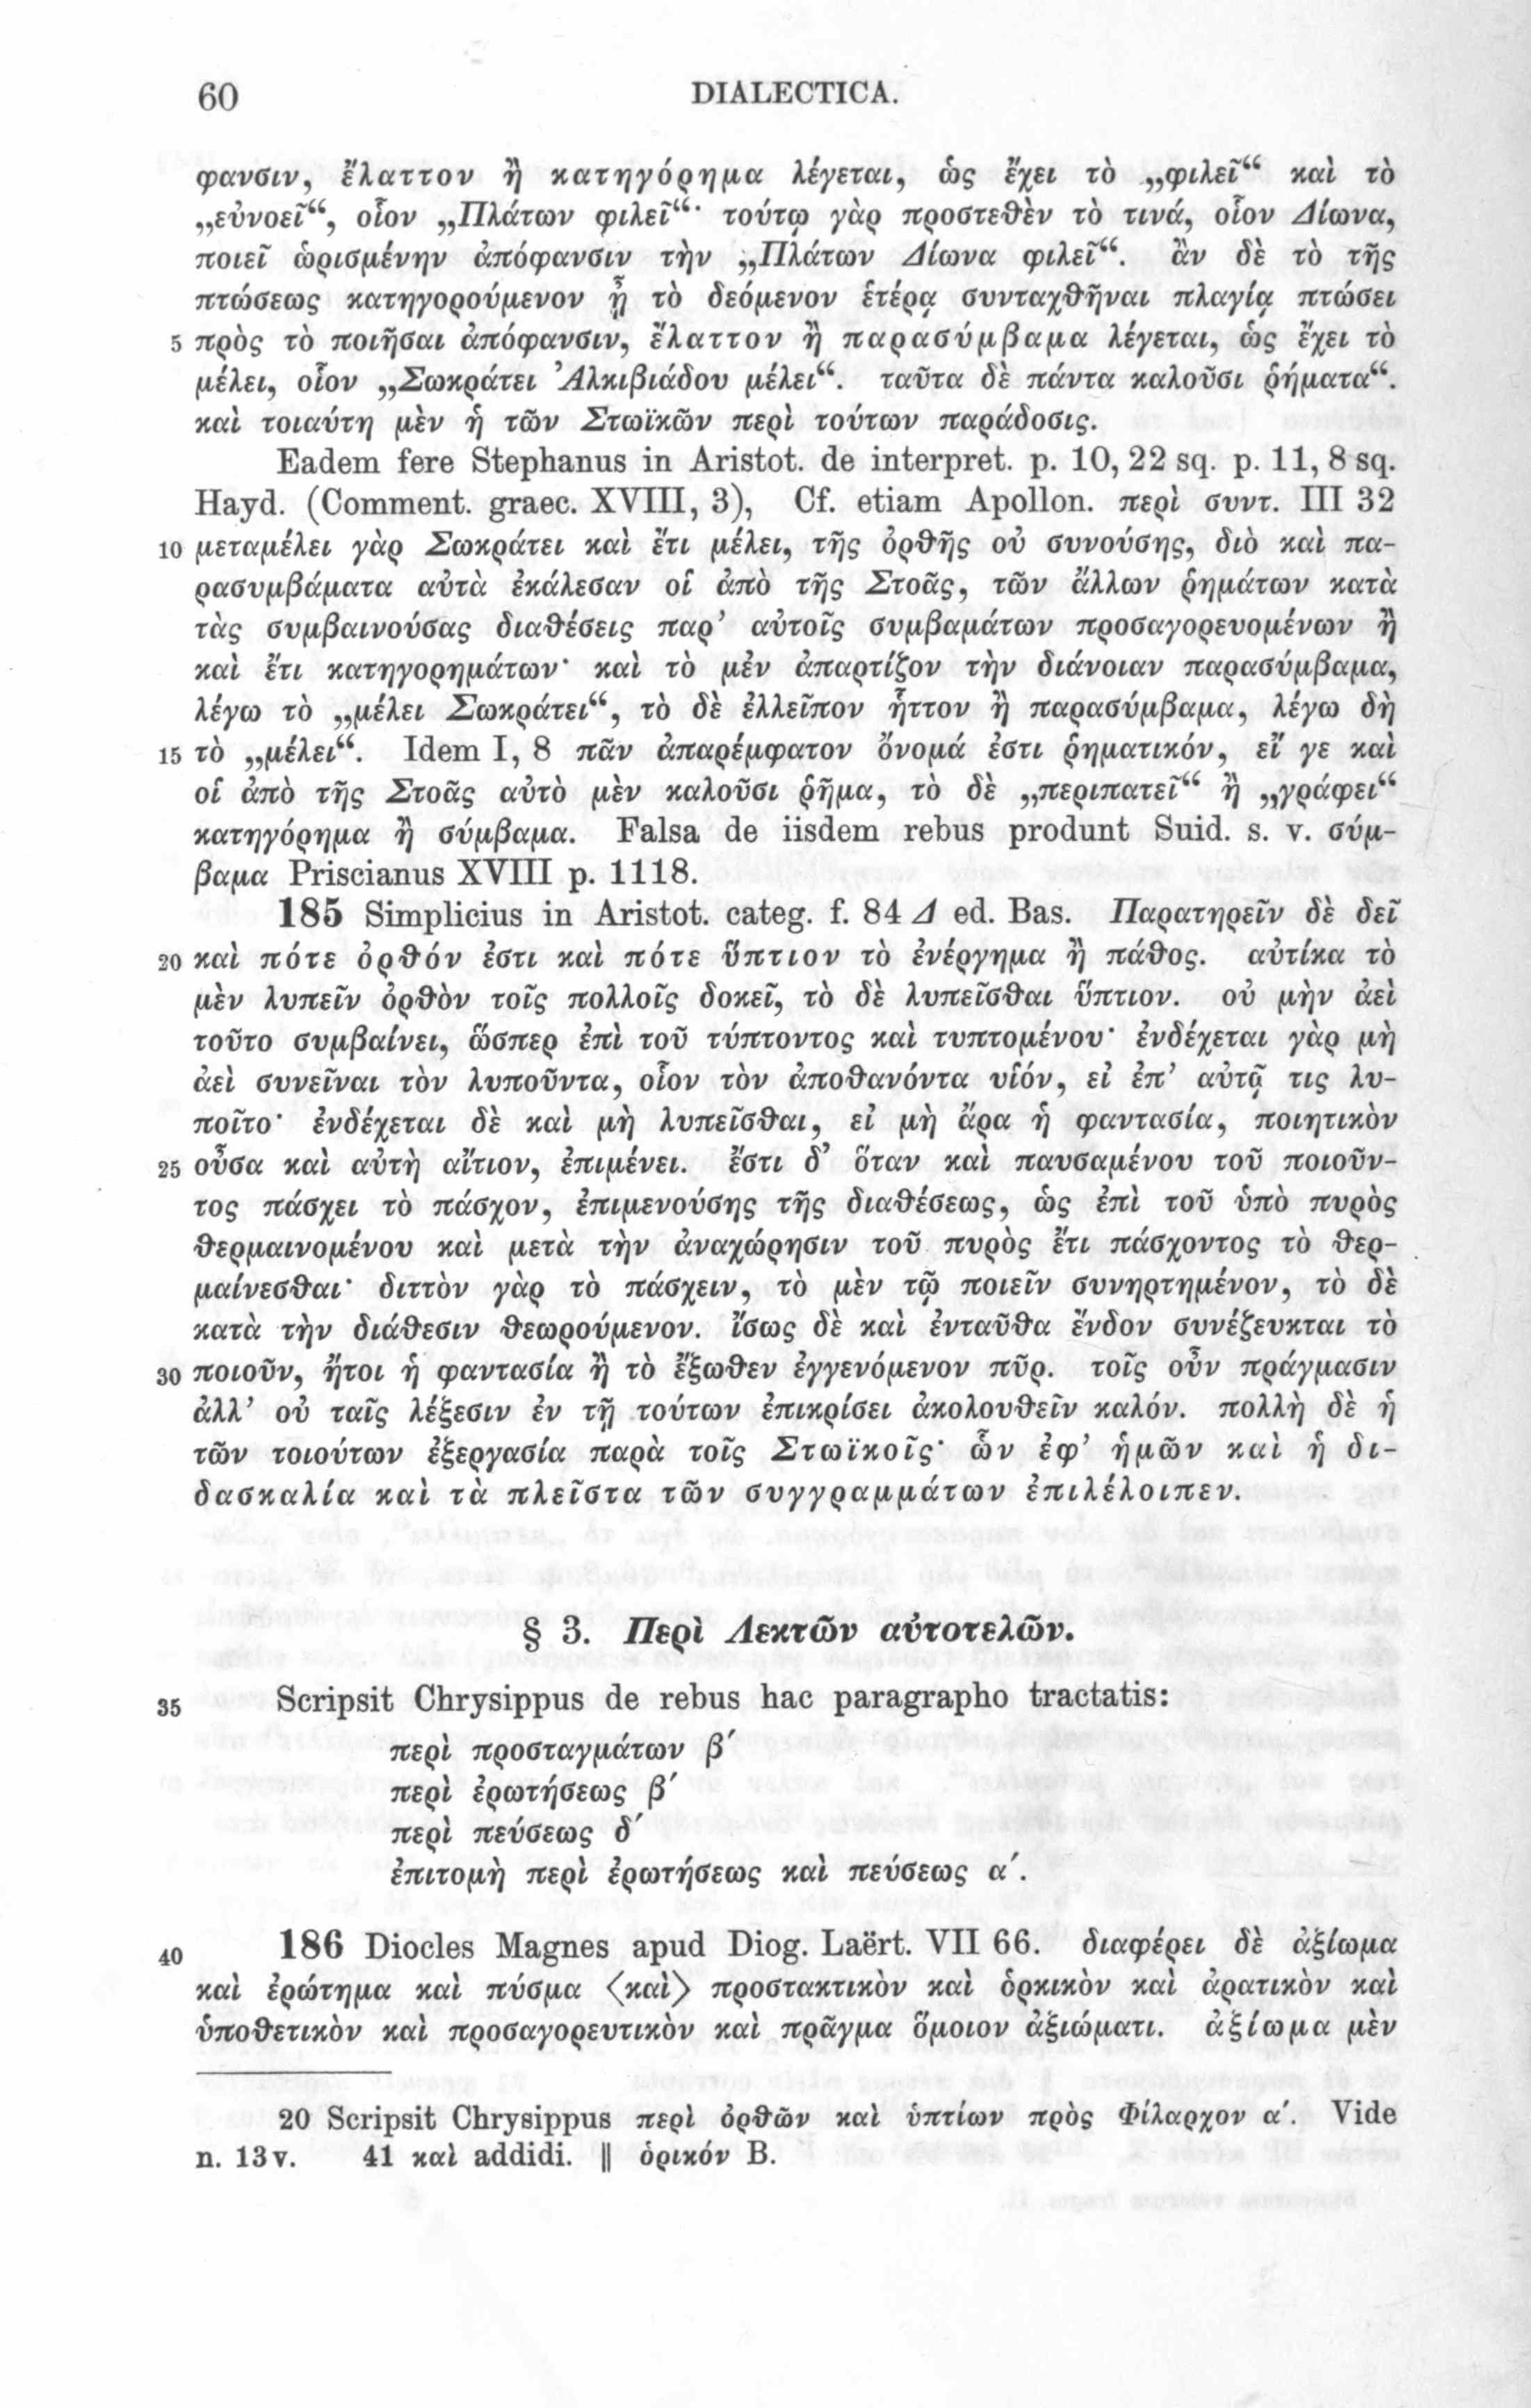 60 DIALECTICA.
φανσιν, ἔλαττον ἢ κατηγόρημα λέγεται, ὡς ἔχει τὸ „φιλεῖ“ καὶ τὸ
„εὐνοεῖ“, οἷον „Πλάτων φιλεῖ“· τούτῳ γὰρ προστεθὲν τὸ τινά, οἷον Δίωνα,
ποιεῖ ὡρισμένην ἀπόφανσιν τὴν „Πλάτων Δίωνα φιλεῖ“. ἂν δὲ τὸ τῆς
πτώσεως κατηγορούμενον ᾖ τὸ δεόμενον ἑτέρᾳ συνταχθῆναι πλαγίᾳ πτώσει
5 πρὸς τὸ ποιῆσαι ἀπόφανσιν, ἔλαττον ἢ παρασύμβαμα λέγεται, ὡς ἔχει τὸ
μέλει, οἷον „Σωκράτει Ἀλκιβιάδου μέλει“. ταῦτα δὲ πάντα καλοῦσι ῥήματα“.
καὶ τοιαύτη μὲν ἡ τῶν Στωϊκῶν περὶ τούτων παράδοσις.
Eadem fere Stephanus in Aristot. de interpret. p. 10, 22 sq. p. 11, 8 sq.
Hayd. (Comment. graec. XVIII, 3), Cf. etiam Apollon. περὶ συντ. III 32
10 μεταμέλει γὰρ Σωκράτει καὶ ἔτι μέλει, τῆς ὀρθῆς οὐ συνούσης, διὸ καὶ πα-
ρασυμβάματα αὐτὰ ἐκάλεσαν οἱ ἀπὸ τῆς Στοᾶς, τῶν ἄλλων ῥημάτων κατὰ
τὰς συμβαινούσας διαθέσεις παρ’ αὐτοῖς συμβαμάτων προσαγορευομένων ἢ
καὶ ἔτι κατηγορημάτων· καὶ τὸ μὲν ἀπαρτίζον τὴν διάνοιαν παρασύμβαμα,
λέγω τὸ „μέλει Σωκράτει“, τὸ δὲ ἐλλεῖπον ἧττον ἢ παρασύμβαμα, λέγω δὴ
15 τὸ „μέλει“. Idem I, 8 πᾶν ἀπαρέμφατον ὄνομά ἐστι ῥηματικόν, εἴ γε καὶ
οἱ ἀπὸ τῆς Στοᾶς αὐτὸ μὲν καλοῦσι ῥῆμα, τὸ δὲ „περιπατεῖ“ ἢ „γράφει“
κατηγόρημα ἢ σύμβαμα. Falsa de iisdem rebus produnt Suid. s. v. σύμ-
βαμα Priscianus XVIII p. 1118.
185 Simplicius in Aristot. categ. f. 84 Δ ed. Bas. Παρατηρεῖν δὲ δεῖ
20 καὶ πότε ὀρθόν ἐστι καὶ πότε ὕπτιον τὸ ἐνέργημα ἢ πάθος. αὐτίκα τὸ
μὲν λυπεῖν ὀρθὸν τοῖς πολλοῖς δοκεῖ, τὸ δὲ λυπεῖσθαι ὕπτιον. οὐ μὴν ἀεὶ
τοῦτο συμβαίνει, ὥσπερ ἐπὶ τοῦ τύπτοντος καὶ τυπτομένου· ἐνδέχεται γὰρ μὴ
ἀεὶ συνεῖναι τὸν λυποῦντα, οἷον τὸν ἀποθανόντα υἱόν, εἰ ἐπ’ αὐτῷ τις λυ-
ποῖτο· ἐνδέχεται δὲ καὶ μὴ λυπεῖσθαι, εἰ μὴ ἄρα ἡ φαντασία, ποιητικὸν
25 οὖσα καὶ αὐτὴ αἴτιον, ἐπιμένει. ἔστι δ’ ὅταν καὶ παυσαμένου τοῦ ποιοῦν-
τος πάσχει τὸ πάσχον, ἐπιμενούσης τῆς διαθέσεως, ὡς ἐπὶ τοῦ ὑπὸ πυρὸς
θερμαινομένου καὶ μετὰ τὴν ἀναχώρησιν τοῦ πυρὸς ἔτι πάσχοντος τὸ θερ-
μαίνεσθαι· διττὸν γὰρ τὸ πάσχειν, τὸ μὲν τῷ ποιεῖν συνηρτημένον, τὸ δὲ
κατὰ τὴν διάθεσιν θεωρούμενον. ἴσως δὲ καὶ ἐνταῦθα ἔνδον συνέζευκται τὸ
30 ποιοῦν, ἤτοι ἡ φαντασία ἢ τὸ ἔξωθεν ἐγγενόμενον πῦρ. τοῖς οὖν πράγμασιν
ἀλλ’ οὐ ταῖς λέξεσιν ἐν τῇ τούτων ἐπικρίσει ἀκολουθεῖν καλόν. πολλὴ δὲ ἡ
τῶν τοιούτων ἐξεργασία παρὰ τοῖς Στωϊκοῖς· ὧν ἐφ’ ἡμῶν καὶ ἡ δι-
δασκαλία καὶ τὰ πλεῖστα τῶν συγγραμμάτων ἐπιλέλοιπεν.
§ 3. Περὶ Λεκτῶν αὐτοτελῶν.
35 Scripsit Chrysippus de rebus hac paragrapho tractatis:
περὶ προσταγμάτων β′
περὶ ἐρωτήσεως β′
περὶ πεύσεως δ′
ἐπιτομὴ περὶ ἐρωτήσεως καὶ πεύσεως α′.
40 186 Diocles Magnes apud Diog. Laërt. VII 66. διαφέρει δὲ ἀξίωμα
καὶ ἐρώτημα καὶ πύσμα ⟨καὶ⟩ προστακτικὸν καὶ ὁρκικὸν καὶ ἀρατικὸν καὶ
ὑποθετικὸν καὶ προσαγορευτικὸν καὶ πρᾶγμα ὅμοιον ἀξιώματι. ἀξίωμα μὲν
20 Scripsit Chrysippus περὶ ὀρθῶν καὶ ὑπτίων πρὸς Φίλαρχον α′. Vide
n. 13 v. 41 καὶ addidi. || ὁρικόν B.